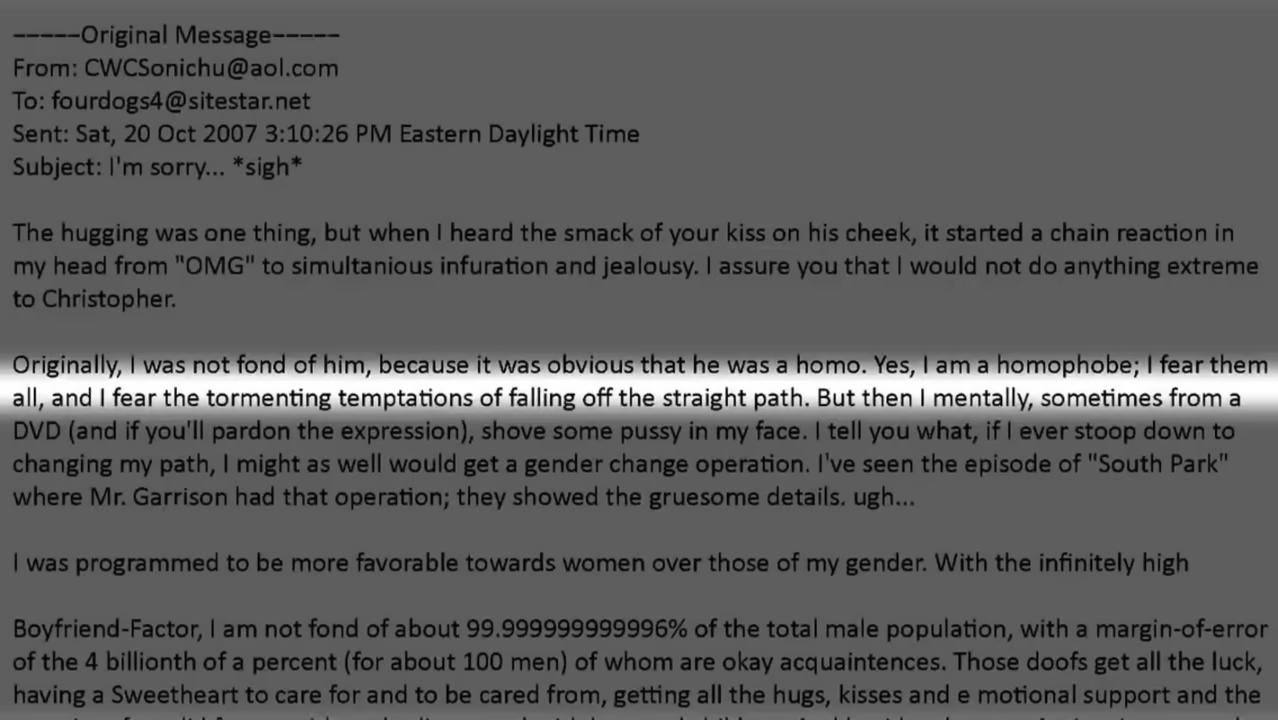 -----Original Message-----
From: CWCSonichu@aol.com
To: fourdogs4@sitestar.net
Sent: Sat, 20 Oct 2007 3:10:26 PM Eastern Daylight Time
Subject: I'm sorry... *sigh*
The hugging was one thing, but when I heard the smack of your kiss on his cheek, it started a chain reaction in
my head from "OMG" to simultanious infuration and jealousy. I assure you that I would not do anything extreme
to Christopher.
Originally, I was not fond of him, because it was obvious that he was a homo. Yes, I am a homophobe; I fear them
all, and I fear the tormenting temptations of falling off the straight path. But then I mentally, sometimes from a
DVD (and if you'll pardon the expression), shove some pussy in my face. I tell you what, if I ever stoop down to
changing my path, I might as well would get a gender change operation. I've seen the episode of "South Park"
where Mr. Garrison had that operation; they showed the gruesome details. ugh...
I was programmed to be more favorable towards women over those of my gender. With the infinitely high
Boyfriend-Factor, I am not fond of about 99.999999999996% of the total male population, with a margin-of-error
of the 4 billionth of a percent (for about 100 men) of whom are okay acquaintences. Those doofs get all the luck,
having a Sweetheart to care for and to be cared from, getting all the hugs, kisses and e motional support and the